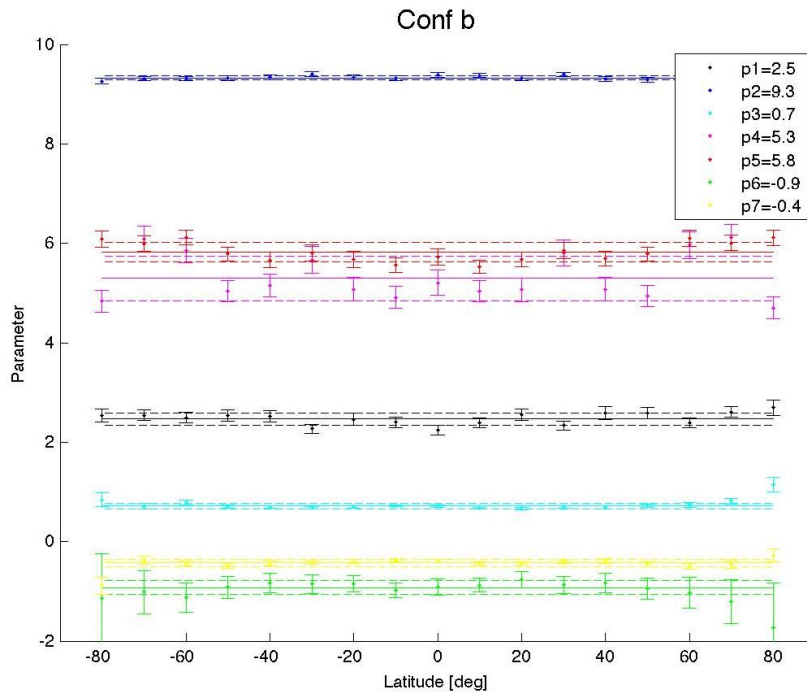 Conf b
10
8
6
4
2
0
-2
Parameter
p1=2.5
p2=9.3
p3=0.7
p4=5.3
p5=5.8
p6=-0.9
p7=-0.4
-80 -60 -40 -20 0 20 40 60 80
Latitude [deg]